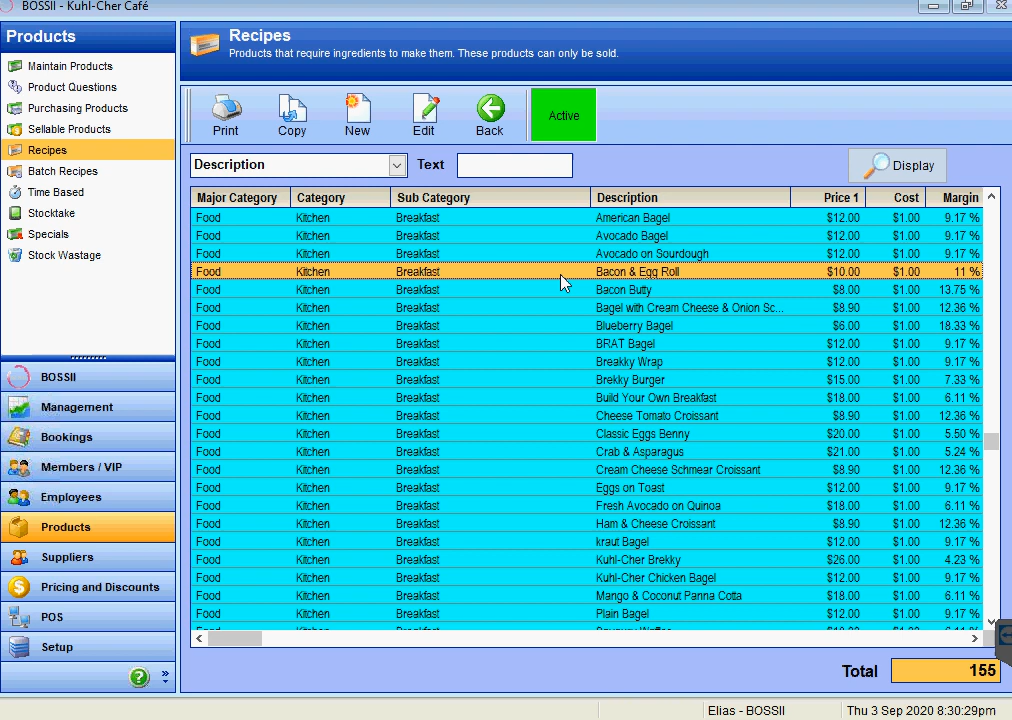 BOSSII - Kuhl-Cher Café
Products
Maintain Products
Product Questions
Purchasing Products
Sellable Products
Recipes
Batch Recipes
Time Based
Stocktake
Specials
Stock Wastage
BOSSII
Management
Bookings
Members / VIP
Employees
Products
Suppliers
Pricing and Discounts
POS
Setup
Recipes
Products that require ingredients to make them. These products can only be sold.
Print Copy New Edit Back Active
Description Text Display
Major Category Category Sub Category Description Price 1 Cost Margin
Food Kitchen Breakfast American Bagel $12.00 $1.00 9.17 %
Food Kitchen Breakfast Avocado Bagel $12.00 $1.00 9.17 %
Food Kitchen Breakfast Avocado on Sourdough $12.00 $1.00 9.17 %
Food Kitchen Breakfast Bacon & Egg Roll $10.00 $1.00 11 %
Food Kitchen Breakfast Bacon Butty $8.00 $1.00 13.75 %
Food Kitchen Breakfast Bagel with Cream Cheese & Onion Sc... $8.90 $1.00 12.36 %
Food Kitchen Breakfast Blueberry Bagel $6.00 $1.00 18.33 %
Food Kitchen Breakfast BRAT Bagel $12.00 $1.00 9.17 %
Food Kitchen Breakfast Breakky Wrap $12.00 $1.00 9.17 %
Food Kitchen Breakfast Brekky Burger $15.00 $1.00 7.33 %
Food Kitchen Breakfast Build Your Own Breakfast $18.00 $1.00 6.11 %
Food Kitchen Breakfast Cheese Tomato Croissant $8.90 $1.00 12.36 %
Food Kitchen Breakfast Classic Eggs Benny $20.00 $1.00 5.50 %
Food Kitchen Breakfast Crab & Asparagus $21.00 $1.00 5.24 %
Food Kitchen Breakfast Cream Cheese Schmear Croissant $8.90 $1.00 12.36 %
Food Kitchen Breakfast Eggs on Toast $12.00 $1.00 9.17 %
Food Kitchen Breakfast Fresh Avocado on Quinoa $18.00 $1.00 6.11 %
Food Kitchen Breakfast Ham & Cheese Croissant $8.90 $1.00 12.36 %
Food Kitchen Breakfast kraut Bagel $12.00 $1.00 9.17 %
Food Kitchen Breakfast Kuhl-Cher Brekky $26.00 $1.00 4.23 %
Food Kitchen Breakfast Kuhl-Cher Chicken Bagel $12.00 $1.00 9.17 %
Food Kitchen Breakfast Mango & Coconut Panna Cotta $18.00 $1.00 6.11 %
Food Kitchen Breakfast Plain Bagel $12.00 $1.00 9.17 %
Total 155
Elias - BOSSII Thu 3 Sep 2020 8:30:29pm